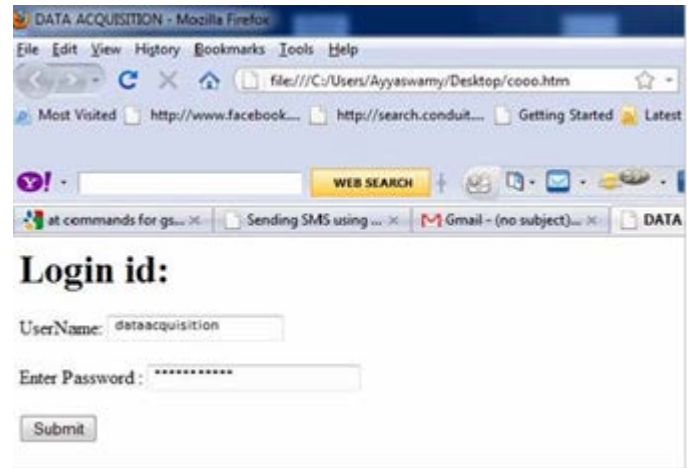 DATA ACQUISITION - Mozilla Firefox
File Edit View History Bookmarks Tools Help
file:///C:/Users/Ayyaswamy/Desktop/cooo.htm
Most Visited http://www.facebook.... http://search.conduit.... Getting Started Latest
Y! WEB SEARCH
at commands for gs... Sending SMS using ... Gmail - (no subject)... DATA
Login id:
UserName: dataacquisition
Enter Password : •••••••••••
Submit